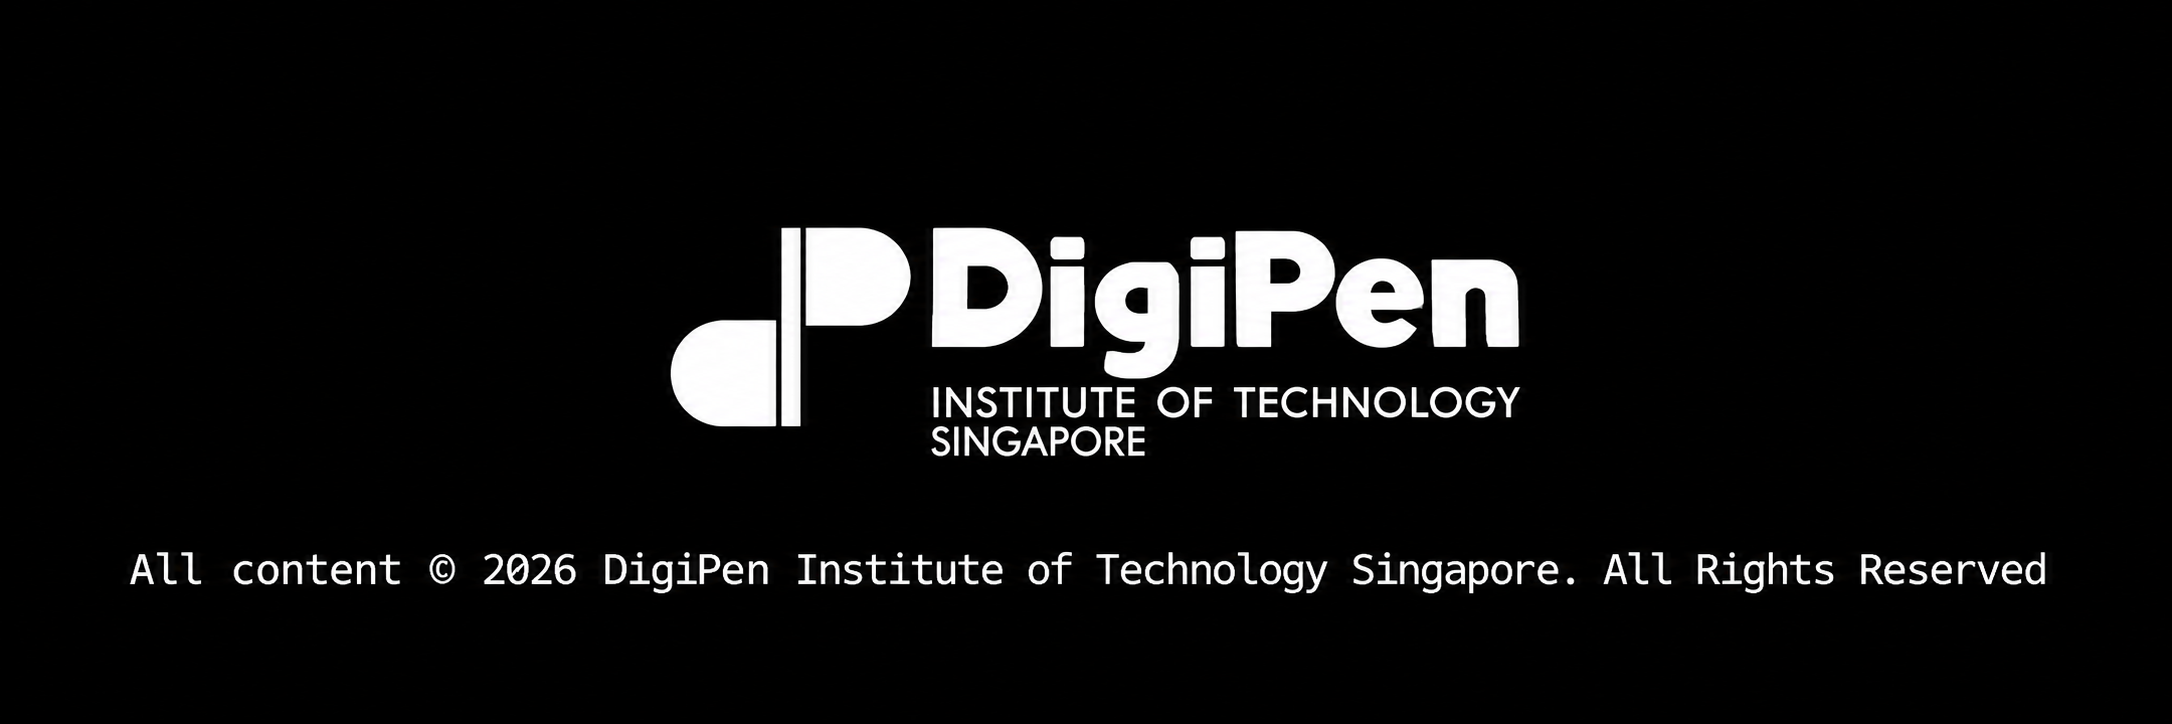 DigiPen
INSTITUTE OF TECHNOLOGY
SINGAPORE
All content © 2026 DigiPen Institute of Technology Singapore. All Rights Reserved